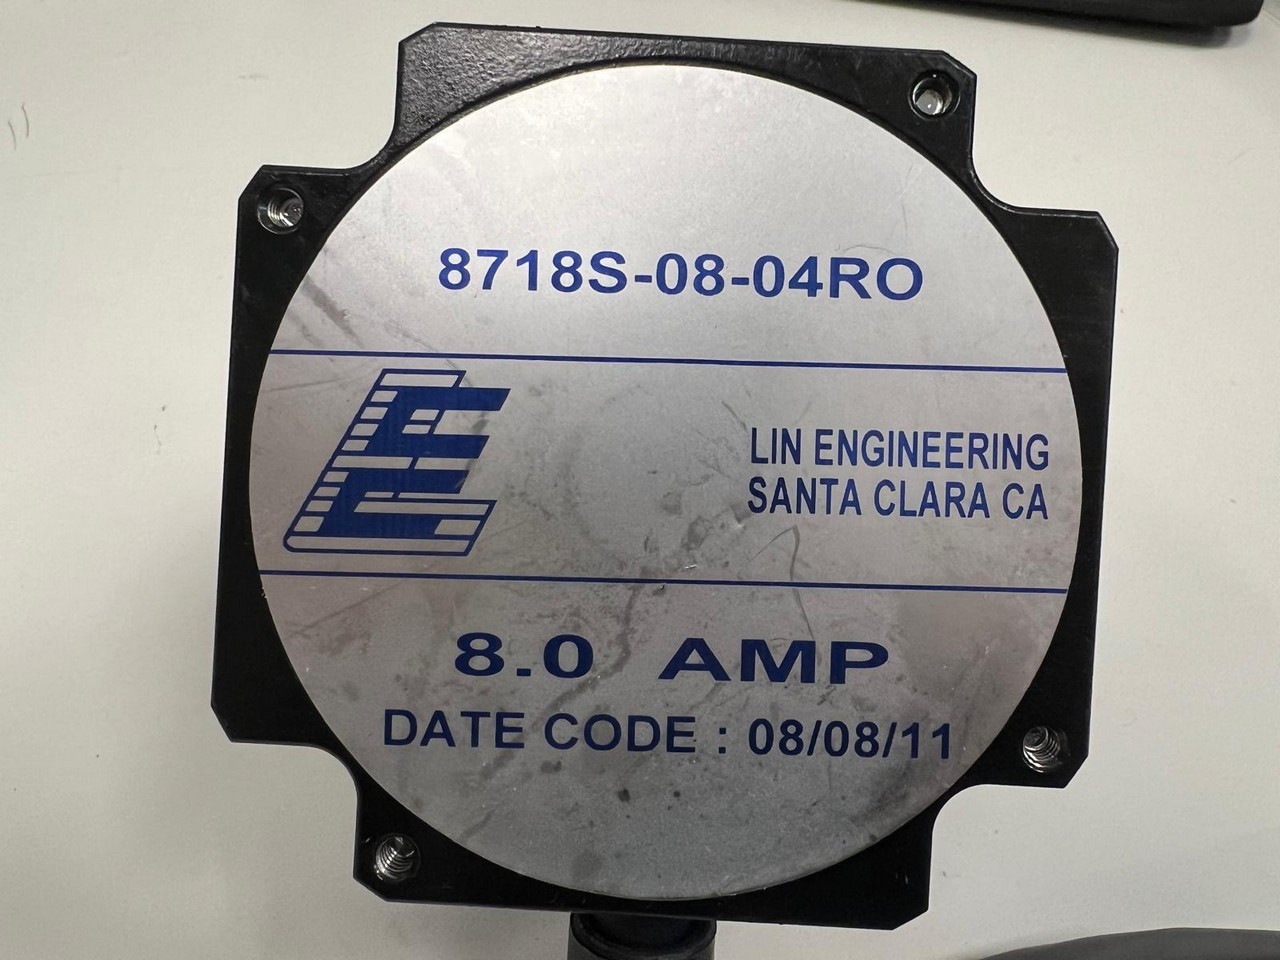 8718S-08-04RO
LIN ENGINEERING
SANTA CLARA CA
8.0 AMP
DATE CODE : 08/08/11